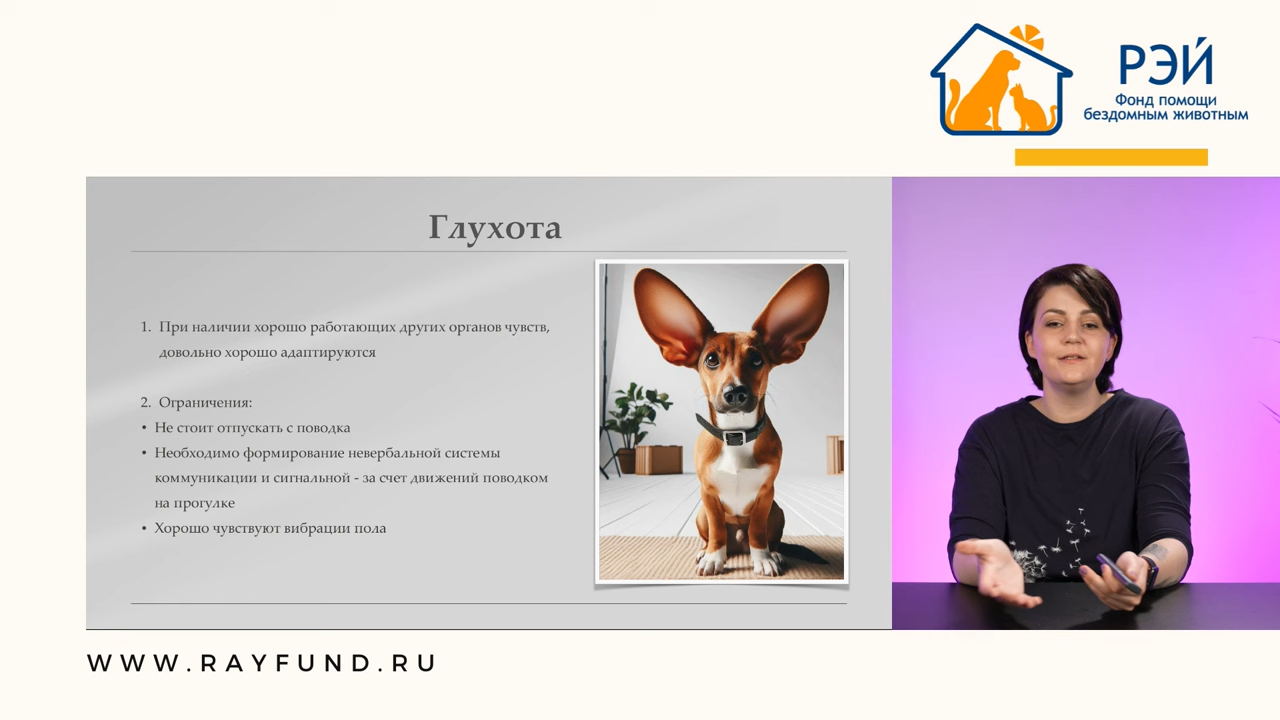 РЭЙ
Фонд помощи
бездомным животным
Глухота
1. При наличии хорошо работающих других органов чувств,
довольно хорошо адаптируются
2. Ограничения:
• Не стоит отпускать с поводка
• Необходимо формирование невербальной системы
коммуникации и сигнальной - за счет движений поводком
на прогулке
• Хорошо чувствуют вибрации пола
WWW.RAYFUND.RU